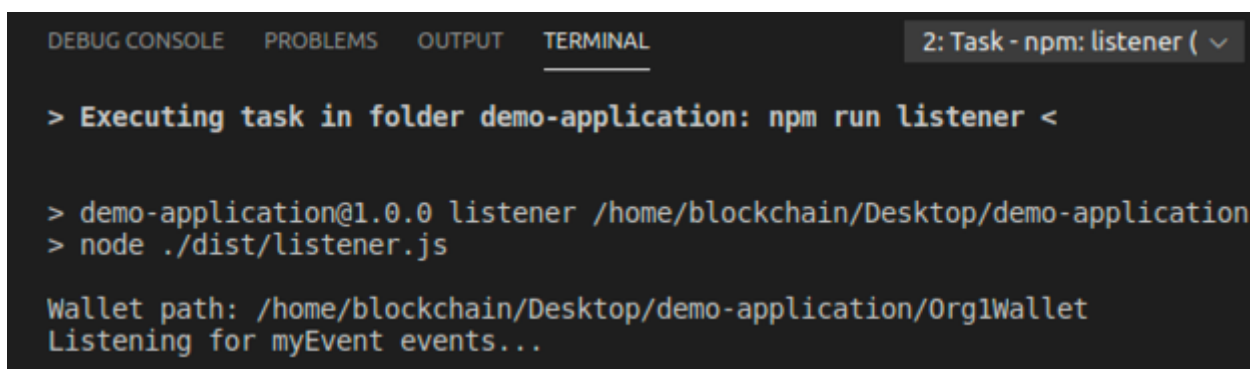 DEBUG CONSOLE PROBLEMS OUTPUT TERMINAL 2: Task - npm: listener (
> Executing task in folder demo-application: npm run listener <
> demo-application@1.0.0 listener /home/blockchain/Desktop/demo-application
> node ./dist/listener.js
Wallet path: /home/blockchain/Desktop/demo-application/Org1Wallet
Listening for myEvent events...